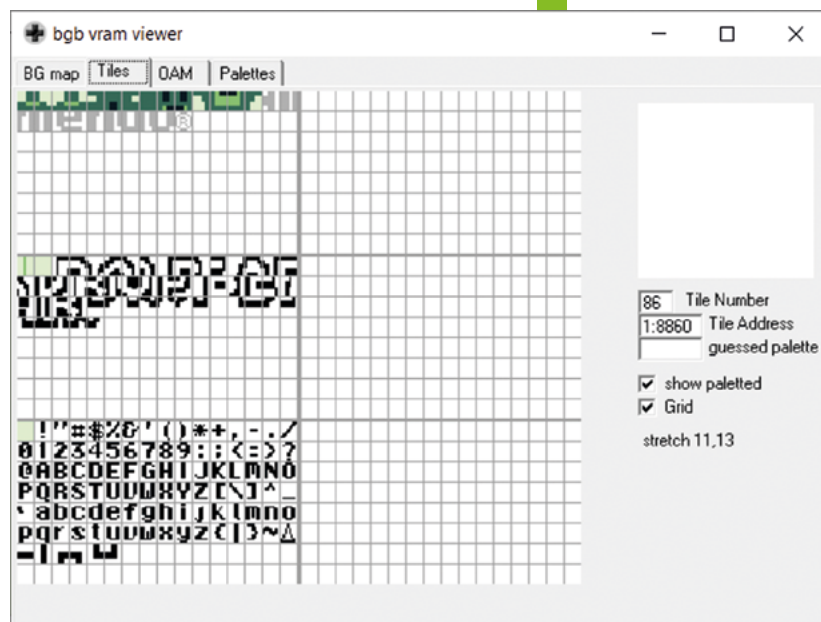 bgb vram viewer
BG map Tiles OAM Palettes
86 Tile Number
1:8860 Tile Address
guessed palette
show paletted
Grid
stretch 11,13
!"#$%&'()*+,-./
0123456789:;<=>?
@ABCDEFGHIJKLMNO
PQRSTUVWXYZ[\]^_
`abcdefghijklmno
pqrstuvwxyz{|}~